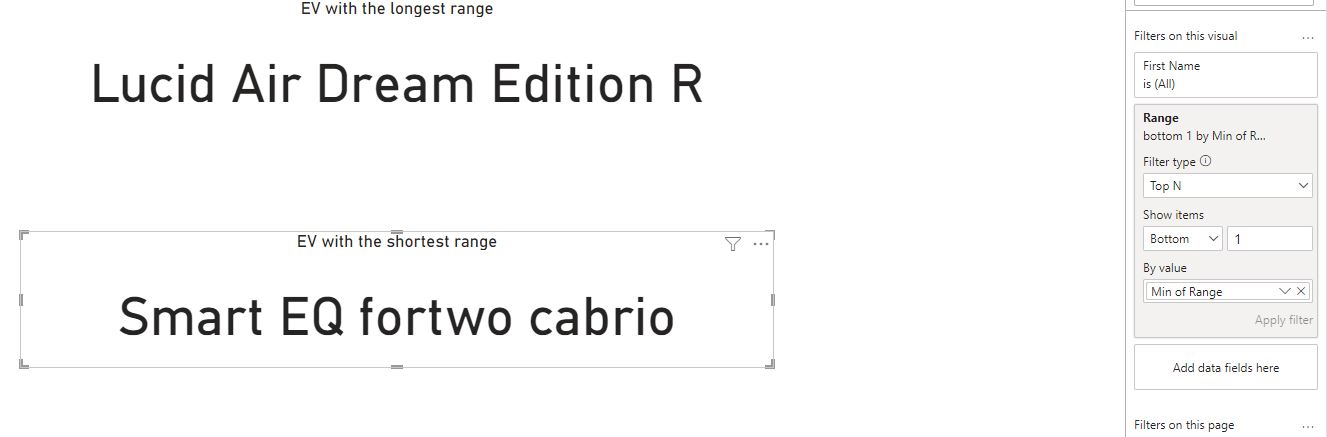 EV with the longest range
Lucid Air Dream Edition R
EV with the shortest range
Smart EQ fortwo cabrio
Filters on this visual
First Name
is (All)
Range
bottom 1 by Min of R...
Filter type
Top N
Show items
Bottom 1
By value
Min of Range
Apply filter
Add data fields here
Filters on this page